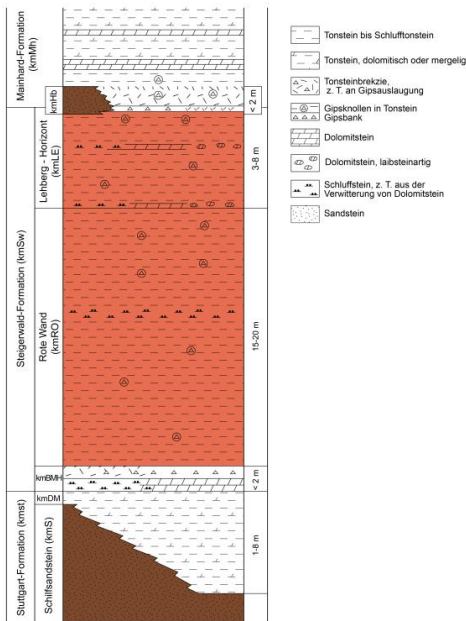 Mainhard-Formation
(kmMh)
Steigerwald-Formation (kmSw)
Stuttgart-Formation (kmst)
kmHb
Lehberg - Horizont
(kmLE)
Rote Wand
(kmRO)
kmBMH
kmDM
Schilfsandstein (kmS)
< 2 m
3-8 m
15-20 m
< 2 m
1-8 m
Tonstein bis Schlufftonstein
Tonstein, dolomitisch oder mergelig
Tonsteinbrekzie,
z. T. an Gipsauslaugung
Gipsknollen in Tonstein
Gipsbank
Dolomitstein
Dolomitstein, laibsteinartig
Schluffstein, z. T. aus der
Verwitterung von Dolomitstein
Sandstein